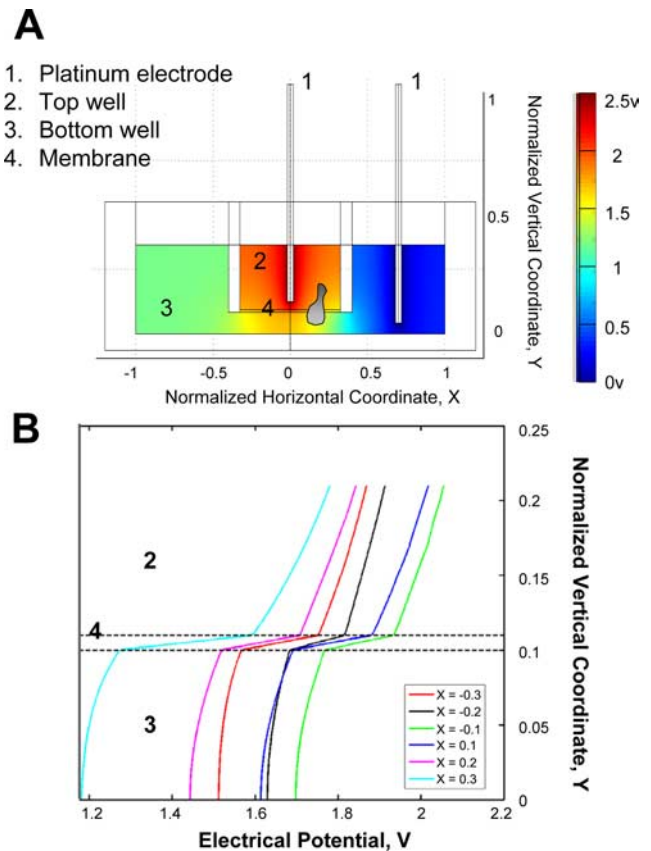 A
1. Platinum electrode
2. Top well
3. Bottom well
4. Membrane
1
1
2
3
4
1
0.5
0
Normalized Vertical Coordinate, Y
-1
-0.5
0
0.5
1
Normalized Horizontal Coordinate, X
2.5v
2
1.5
1
0.5
0v
B
2
4
3
0.25
0.2
0.15
0.1
0.05
0
Normalized Vertical Coordinate, Y
X = -0.3
X = -0.2
X = -0.1
X = 0.1
X = 0.2
X = 0.3
1.2
1.4
1.6
1.8
2
2.2
Electrical Potential, V